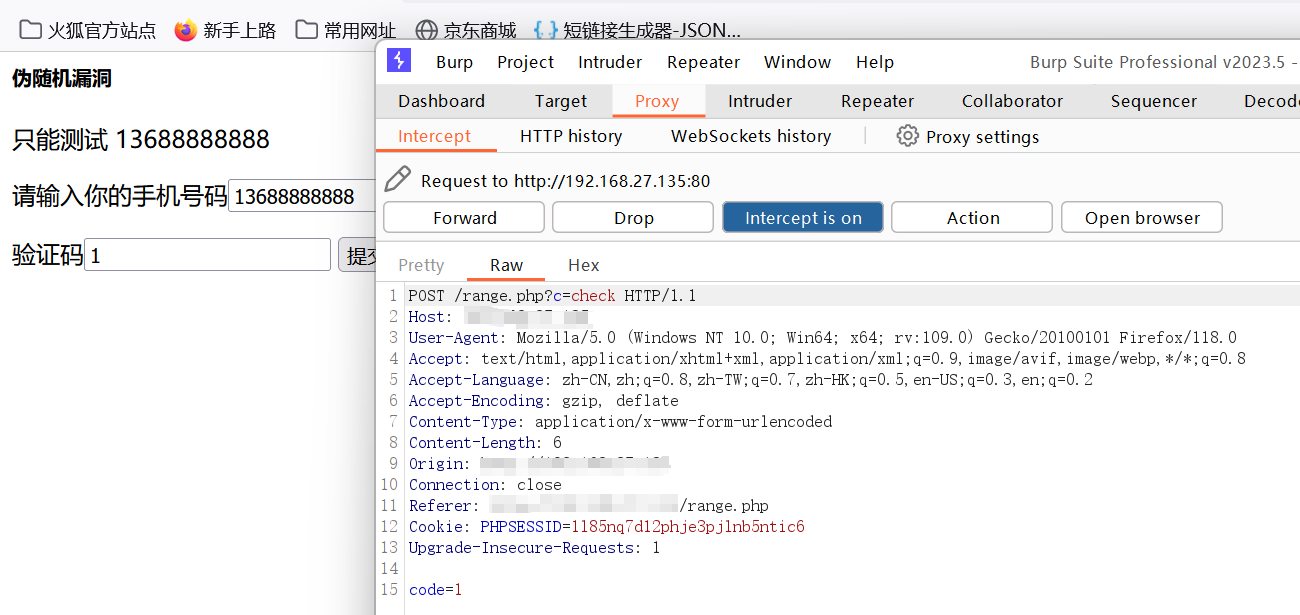 火狐官方站点 新手上路 常用网址 京东商城 短链接生成器-JSON...
伪随机漏洞
只能测试 13688888888
请输入你的手机号码 13688888888
验证码 1
Burp Project Intruder Repeater Window Help Burp Suite Professional v2023.5 -
Dashboard Target Proxy Intruder Repeater Collaborator Sequencer Decod
Intercept HTTP history WebSockets history Proxy settings
Request to http://192.168.27.135:80
Forward Drop Intercept is on Action Open browser
Pretty Raw Hex
1 POST /range.php?c=check HTTP/1.1
2 Host:
3 User-Agent: Mozilla/5.0 (Windows NT 10.0; Win64; x64; rv:109.0) Gecko/20100101 Firefox/118.0
4 Accept: text/html,application/xhtml+xml,application/xml;q=0.9,image/avif,image/webp,*/*;q=0.8
5 Accept-Language: zh-CN,zh;q=0.8,zh-TW;q=0.7,zh-HK;q=0.5,en-US;q=0.3,en;q=0.2
6 Accept-Encoding: gzip, deflate
7 Content-Type: application/x-www-form-urlencoded
8 Content-Length: 6
9 Origin:
10 Connection: close
11 Referer: /range.php
12 Cookie: PHPSESSID=1l85nq7d12phje3pjlnb5ntic6
13 Upgrade-Insecure-Requests: 1
14
15 code=1